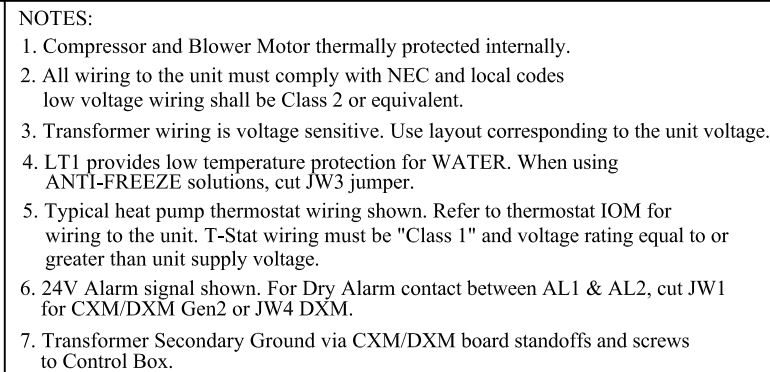 NOTES:
1. Compressor and Blower Motor thermally protected internally.
2. All wiring to the unit must comply with NEC and local codes
low voltage wiring shall be Class 2 or equivalent.
3. Transformer wiring is voltage sensitive. Use layout corresponding to the unit voltage.
4. LT1 provides low temperature protection for WATER. When using
ANTI-FREEZE solutions, cut JW3 jumper.
5. Typical heat pump thermostat wiring shown. Refer to thermostat IOM for
wiring to the unit. T-Stat wiring must be "Class 1" and voltage rating equal to or
greater than unit supply voltage.
6. 24V Alarm signal shown. For Dry Alarm contact between AL1 & AL2, cut JW1
for CXM/DXM Gen2 or JW4 DXM.
7. Transformer Secondary Ground via CXM/DXM board standoffs and screws
to Control Box.